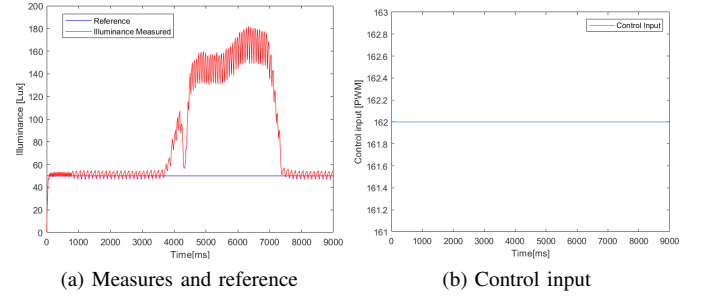 200
180
160
140
120
100
80
60
40
20
0
Illuminance [Lux]
Reference
Illuminance Measured
0 1000 2000 3000 4000 5000 6000 7000 8000 9000
Time[ms]
(a) Measures and reference
163
162.8
162.6
162.4
162.2
162
161.8
161.6
161.4
161.2
161
Control input [PWM]
Control Input
0 1000 2000 3000 4000 5000 6000 7000 8000 9000
Time[ms]
(b) Control input